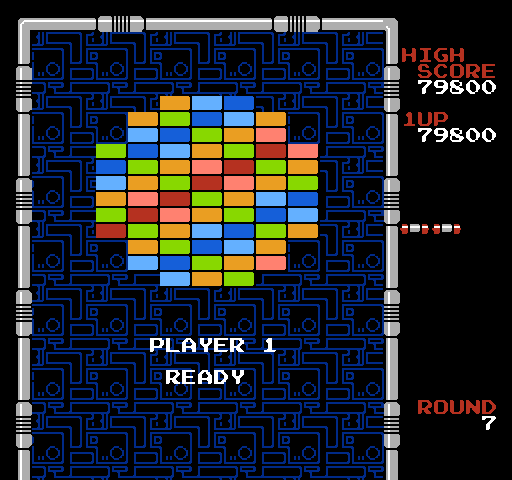 HIGH
SCORE
79800
1UP
79800
PLAYER 1
READY
ROUND
7